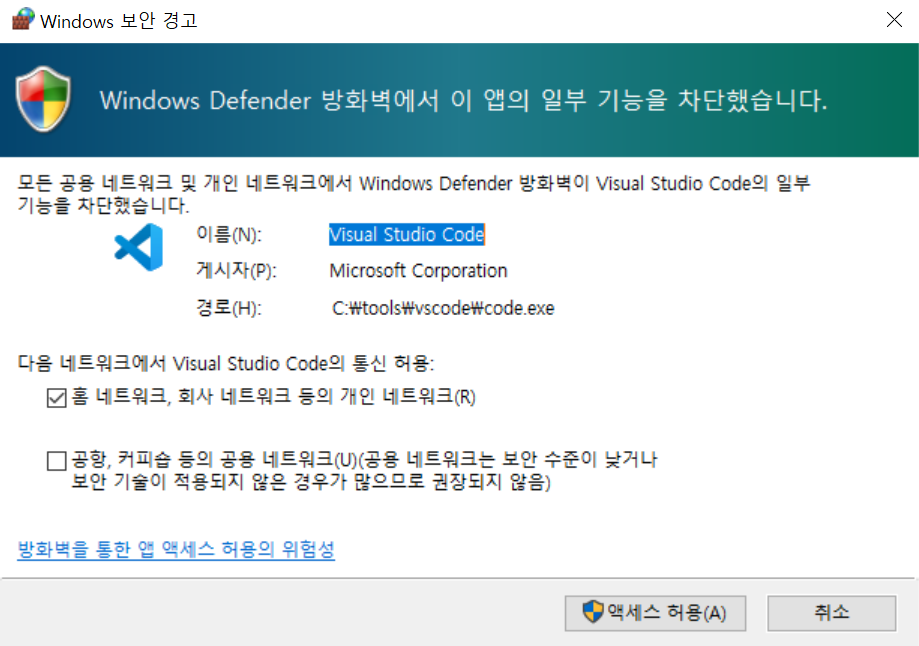 Windows 보안 경고
Windows Defender 방화벽에서 이 앱의 일부 기능을 차단했습니다.
모든 공용 네트워크 및 개인 네트워크에서 Windows Defender 방화벽이 Visual Studio Code의 일부
기능을 차단했습니다.
이름(N): Visual Studio Code
게시자(P): Microsoft Corporation
경로(H): C:₩tools₩vscode₩code.exe
다음 네트워크에서 Visual Studio Code의 통신 허용:
홈 네트워크, 회사 네트워크 등의 개인 네트워크(R)
공항, 커피숍 등의 공용 네트워크(U)(공용 네트워크는 보안 수준이 낮거나
보안 기술이 적용되지 않은 경우가 많으므로 권장되지 않음)
방화벽을 통한 앱 액세스 허용의 위험성
액세스 허용(A) 취소